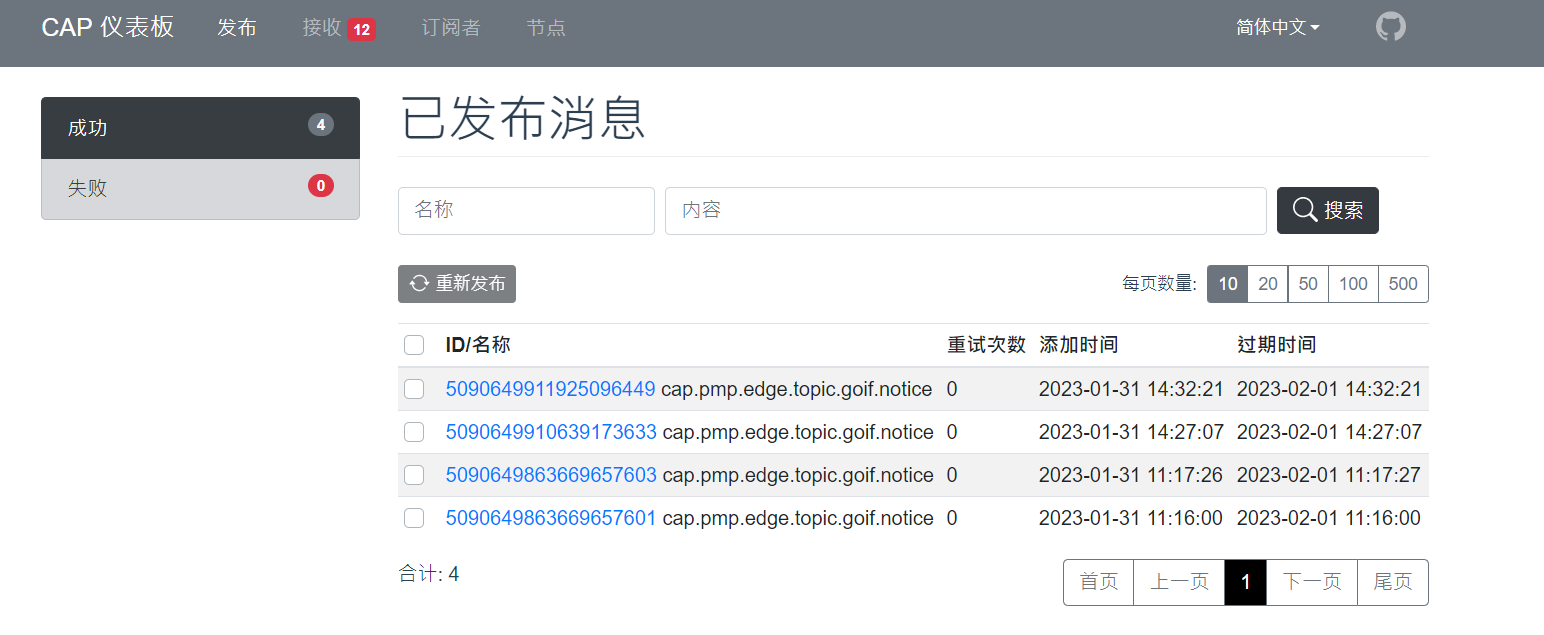 CAP 仪表板 发布 接收 12 订阅者 节点 简体中文
成功 4
失败 0
已发布消息
名称 内容 搜索
重新发布 每页数量: 10 20 50 100 500
ID/名称 重试次数 添加时间 过期时间
5090649911925096449 cap.pmp.edge.topic.goif.notice 0 2023-01-31 14:32:21 2023-02-01 14:32:21
5090649910639173633 cap.pmp.edge.topic.goif.notice 0 2023-01-31 14:27:07 2023-02-01 14:27:07
5090649863669657603 cap.pmp.edge.topic.goif.notice 0 2023-01-31 11:17:26 2023-02-01 11:17:27
5090649863669657601 cap.pmp.edge.topic.goif.notice 0 2023-01-31 11:16:00 2023-02-01 11:16:00
合计: 4 首页 上一页 1 下一页 尾页